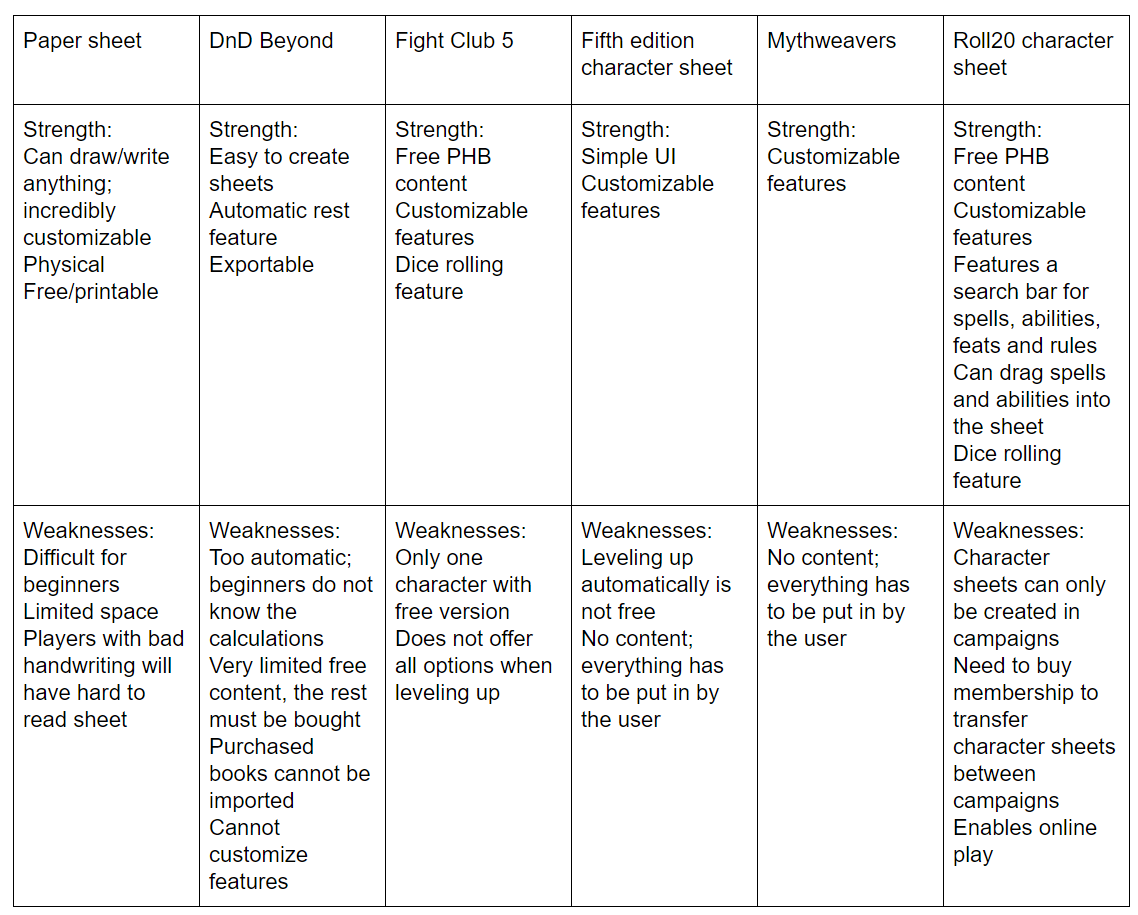 Paper sheet
DnD Beyond
Fight Club 5
Fifth edition
character sheet
Mythweavers
Roll20 character
sheet
Strength:
Can draw/write
anything;
incredibly
customizable
Physical
Free/printable
Strength:
Easy to create
sheets
Automatic rest
feature
Exportable
Strength:
Free PHB
content
Customizable
features
Dice rolling
feature
Strength:
Simple UI
Customizable
features
Strength:
Customizable
features
Strength:
Free PHB
content
Customizable
features
Features a
search bar for
spells, abilities,
feats and rules
Can drag spells
and abilities into
the sheet
Dice rolling
feature
Weaknesses:
Difficult for
beginners
Limited space
Players with bad
handwriting will
have hard to
read sheet
Weaknesses:
Too automatic;
beginners do not
know the
calculations
Very limited free
content, the rest
must be bought
Purchased
books cannot be
imported
Cannot
customize
features
Weaknesses:
Only one
character with
free version
Does not offer
all options when
leveling up
Weaknesses:
Leveling up
automatically is
not free
No content;
everything has
to be put in by
the user
Weaknesses:
No content;
everything has
to be put in by
the user
Weaknesses:
Character
sheets can only
be created in
campaigns
Need to buy
membership to
transfer
character sheets
between
campaigns
Enables online
play